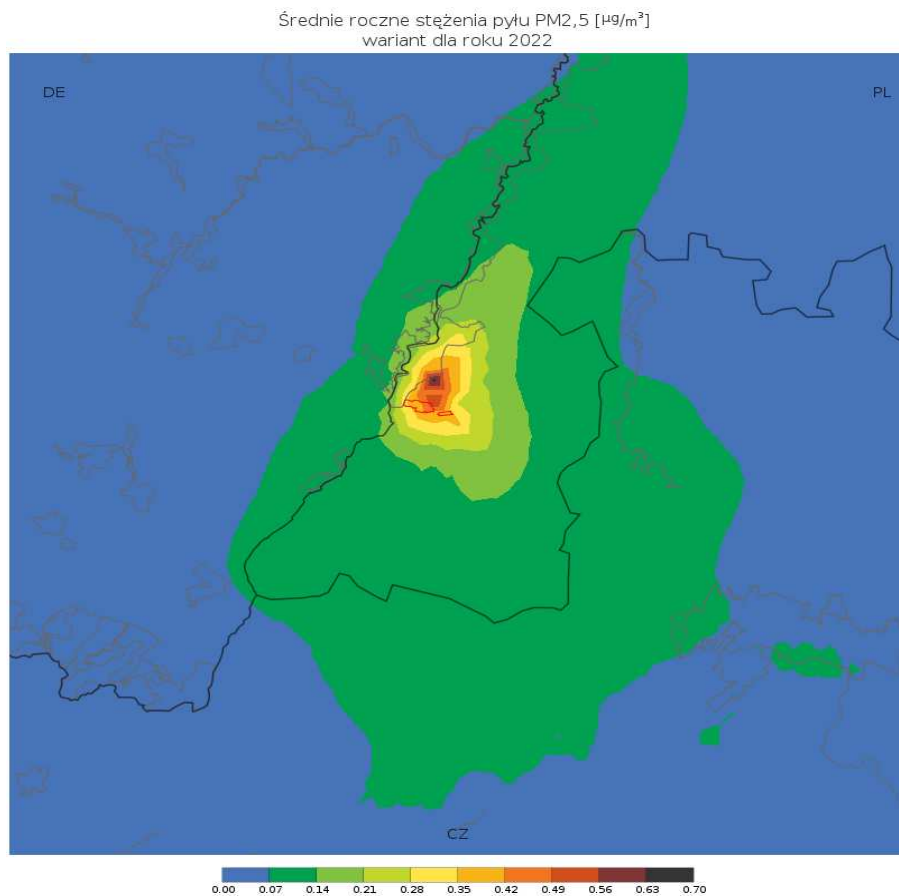 Średnie roczne stężenia pyłu PM2,5 [µg/m³]
wariant dla roku 2022
DE
PL
CZ
0.00 0.07 0.14 0.21 0.28 0.35 0.42 0.49 0.56 0.63 0.70